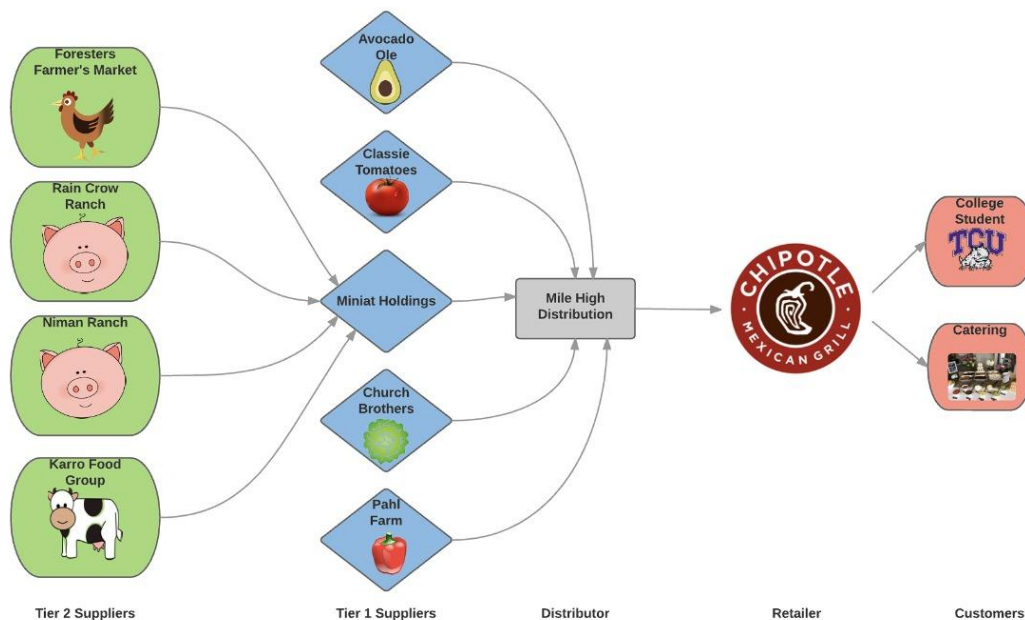 Foresters
Farmer's Market
Rain Crow
Ranch
Niman Ranch
Karro Food
Group
Avocado
Ole
Classie
Tomatoes
Miniat Holdings
Church
Brothers
Pahl
Farm
Mile High
Distribution
CHIPOTLE
MEXICAN GRILL
College
Student
TCU
Catering
Tier 2 Suppliers
Tier 1 Suppliers
Distributor
Retailer
Customers